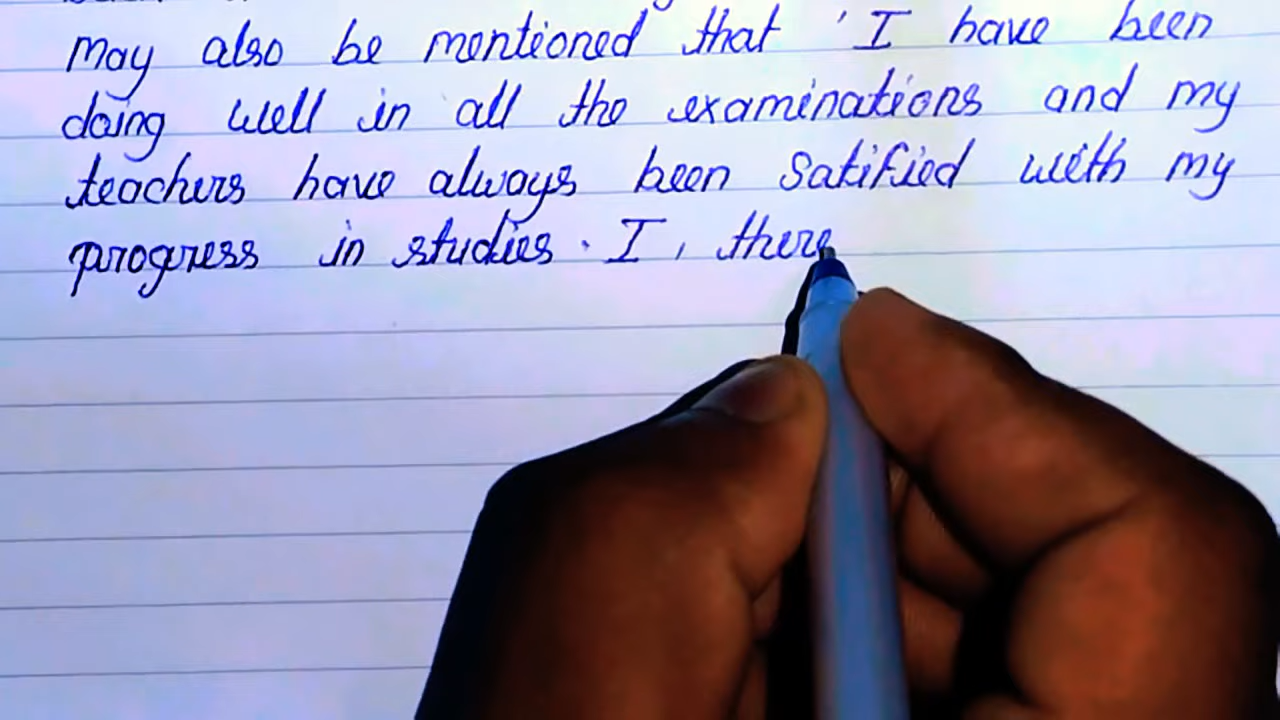 may also be mentioned that 'I have been
doing well in all the examinations and my
teachers have always been Satified with my
progress in studies. I, there